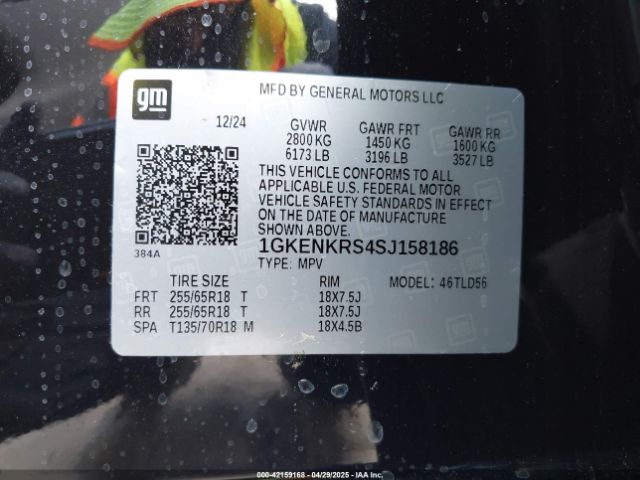 gm
MFD BY GENERAL MOTORS LLC
12/24
GVWR GAWR FRT GAWR RR
2800 KG 1450 KG 1600 KG
6173 LB 3196 LB 3527 LB
THIS VEHICLE CONFORMS TO ALL
APPLICABLE U.S. FEDERAL MOTOR
VEHICLE SAFETY STANDARDS IN EFFECT
ON THE DATE OF MANUFACTURE
SHOWN ABOVE.
384A
1GKENKRS4SJ158186
TYPE: MPV MODEL: 46TLD56
TIRE SIZE RIM
FRT 255/65R18 T 18X7.5J
RR 255/65R18 T 18X7.5J
SPA T135/70R18 M 18X4.5B
000-42159168 - 04/29/2025 - IAAI Inc.